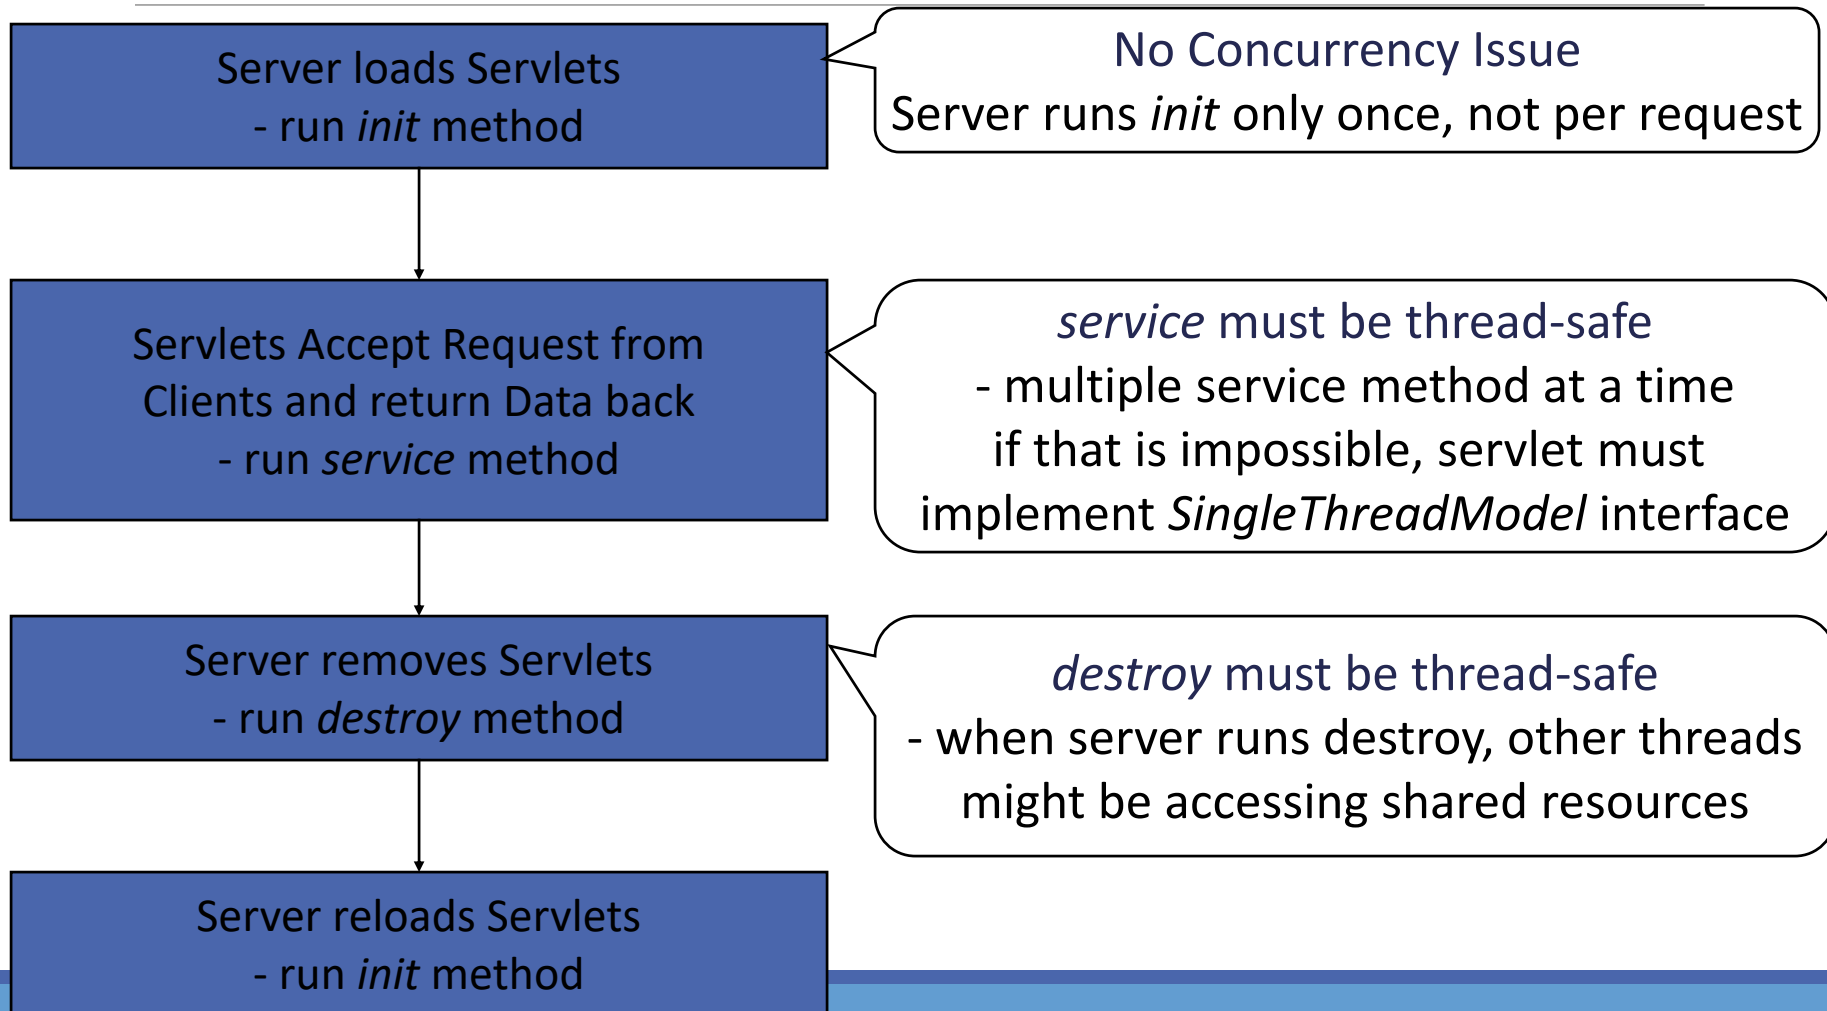 Server loads Servlets
- run init method
No Concurrency Issue
Server runs init only once, not per request
Servlets Accept Request from
Clients and return Data back
- run service method
service must be thread-safe
- multiple service method at a time
if that is impossible, servlet must
implement SingleThreadModel interface
Server removes Servlets
- run destroy method
destroy must be thread-safe
- when server runs destroy, other threads
might be accessing shared resources
Server reloads Servlets
- run init method